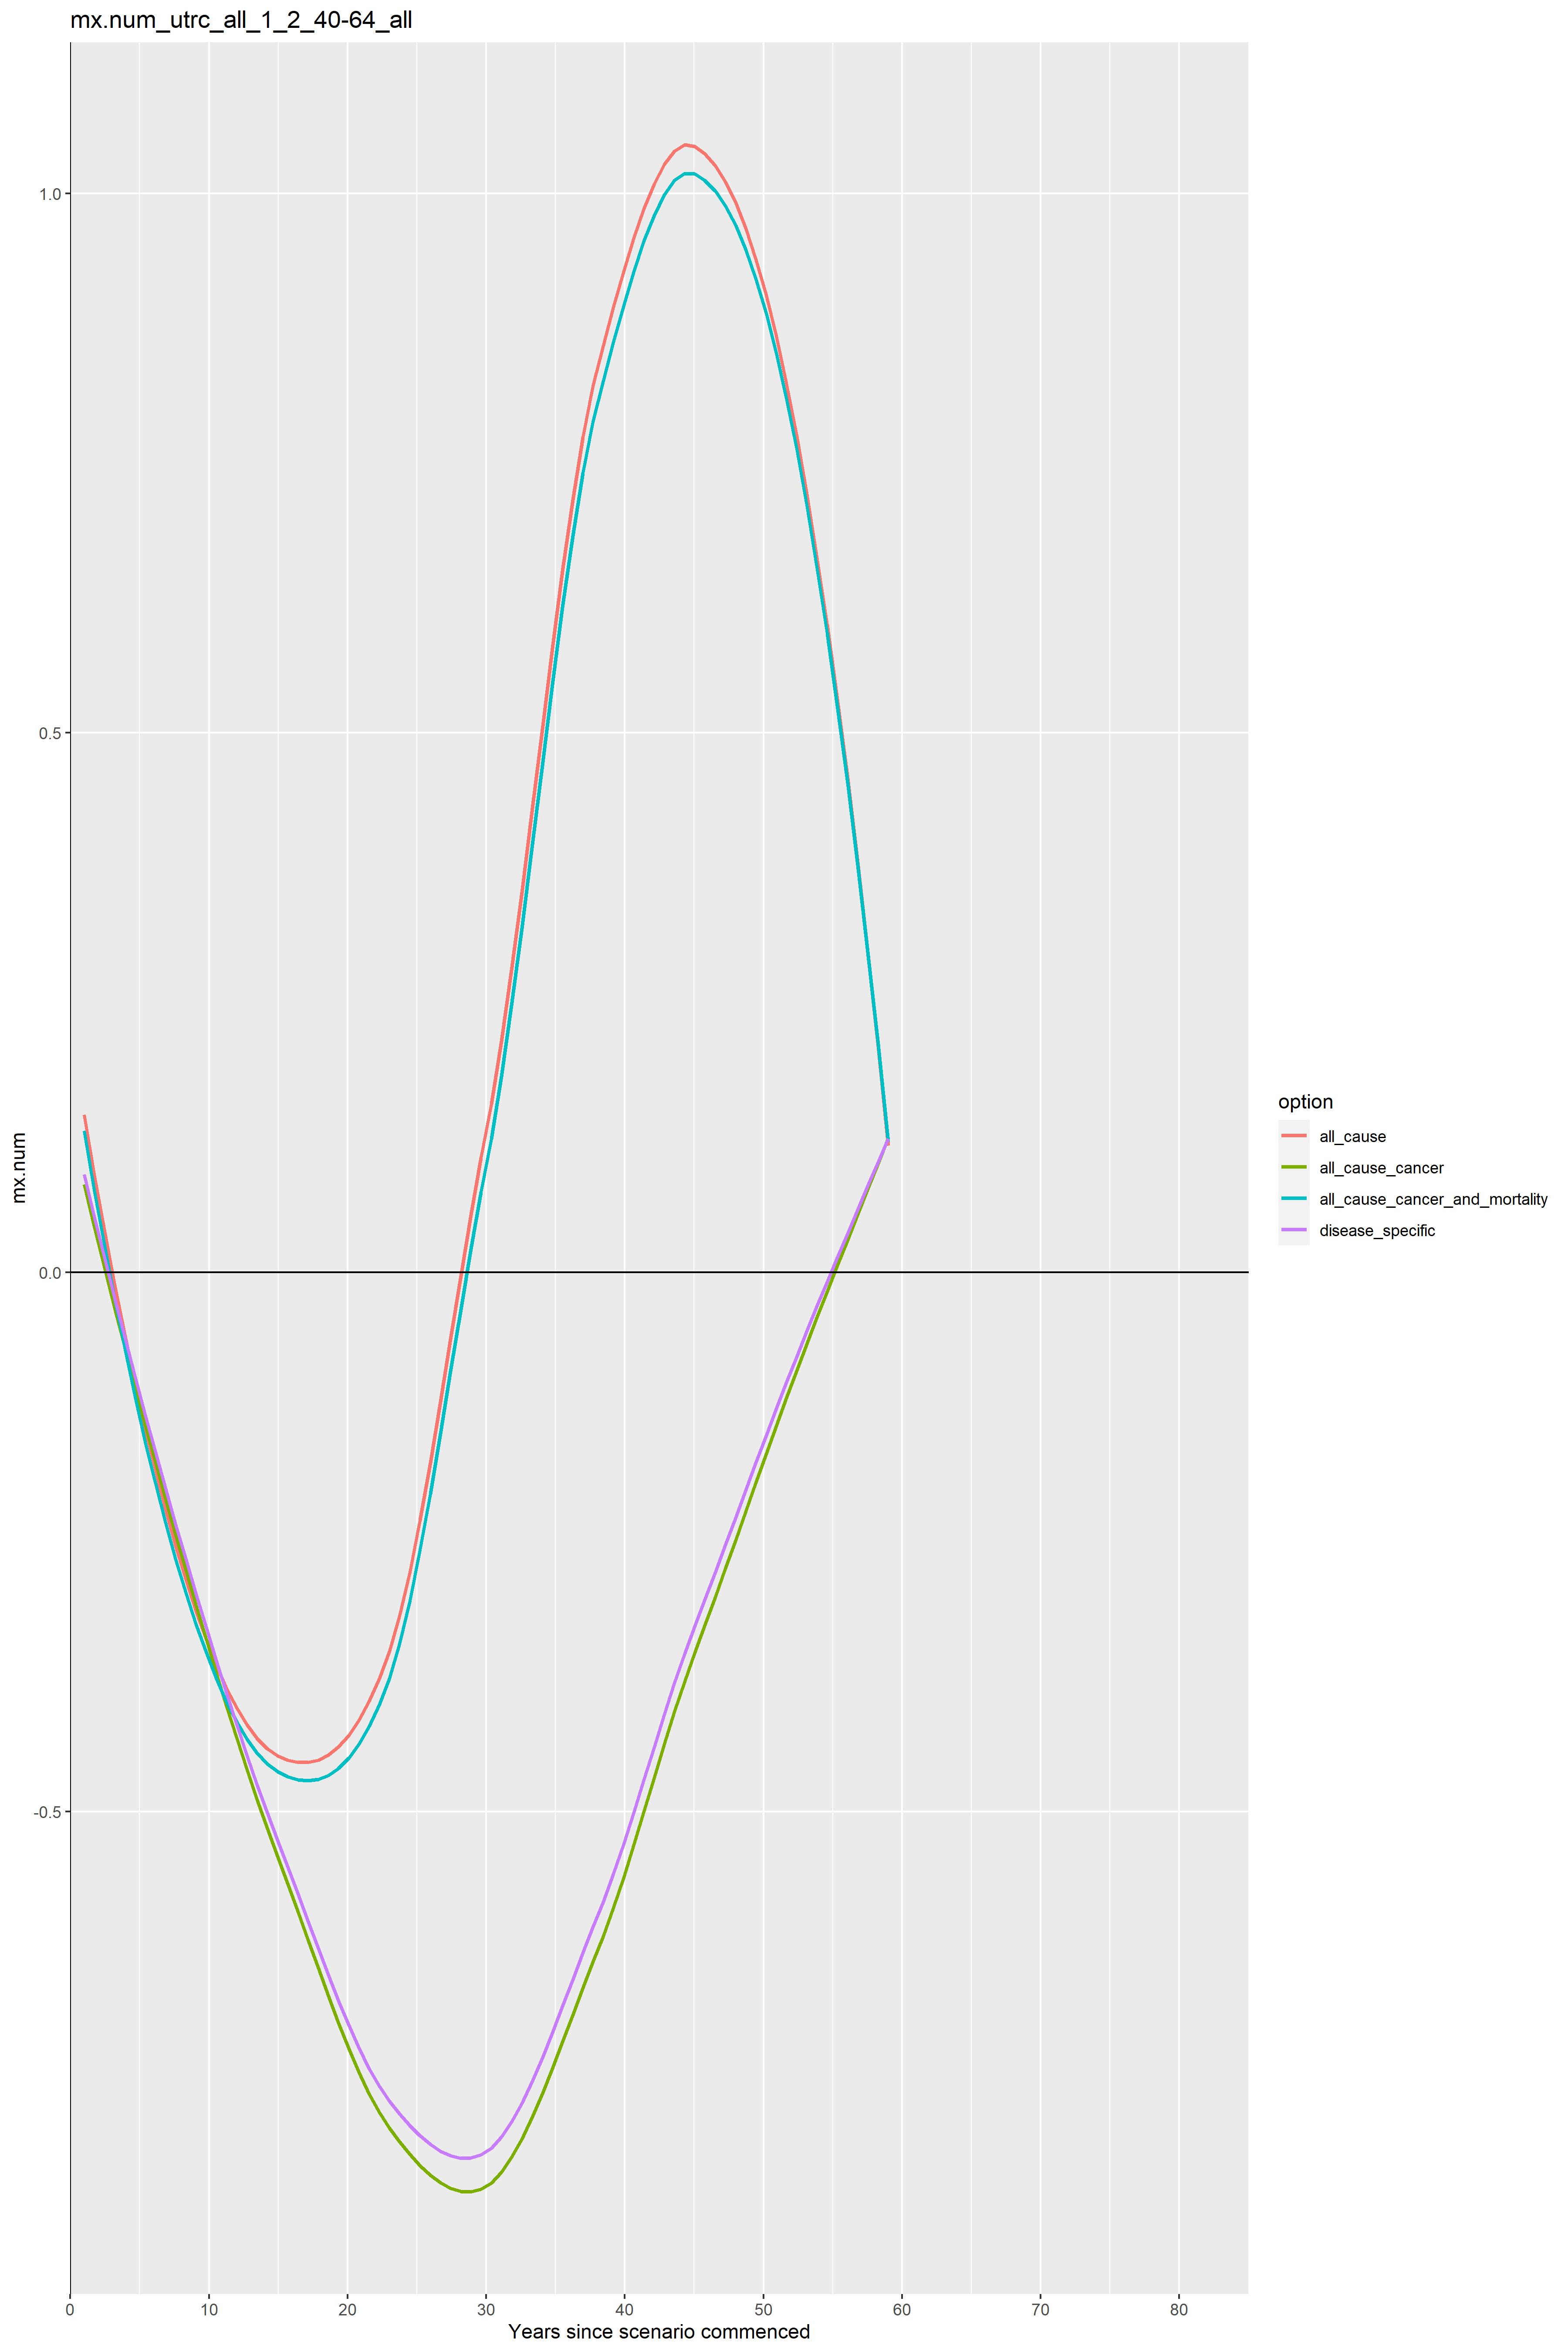 mx.num_utrc_all_1_2_40-64_all
1.0
0.5
0.0
-0.5
mx.num
0 10 20 30 40 50 60 70 80
Years since scenario commenced
option
all_cause
all_cause_cancer
all_cause_cancer_and_mortality
disease_specific